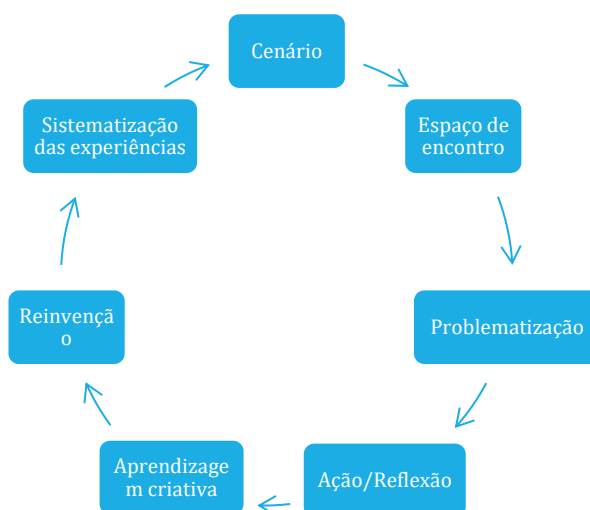 Cenário
Espaço de
encontro
Problematização
Ação/Reflexão
Aprendizage
m criativa
Reinvençã
o
Sistematização
das experiências